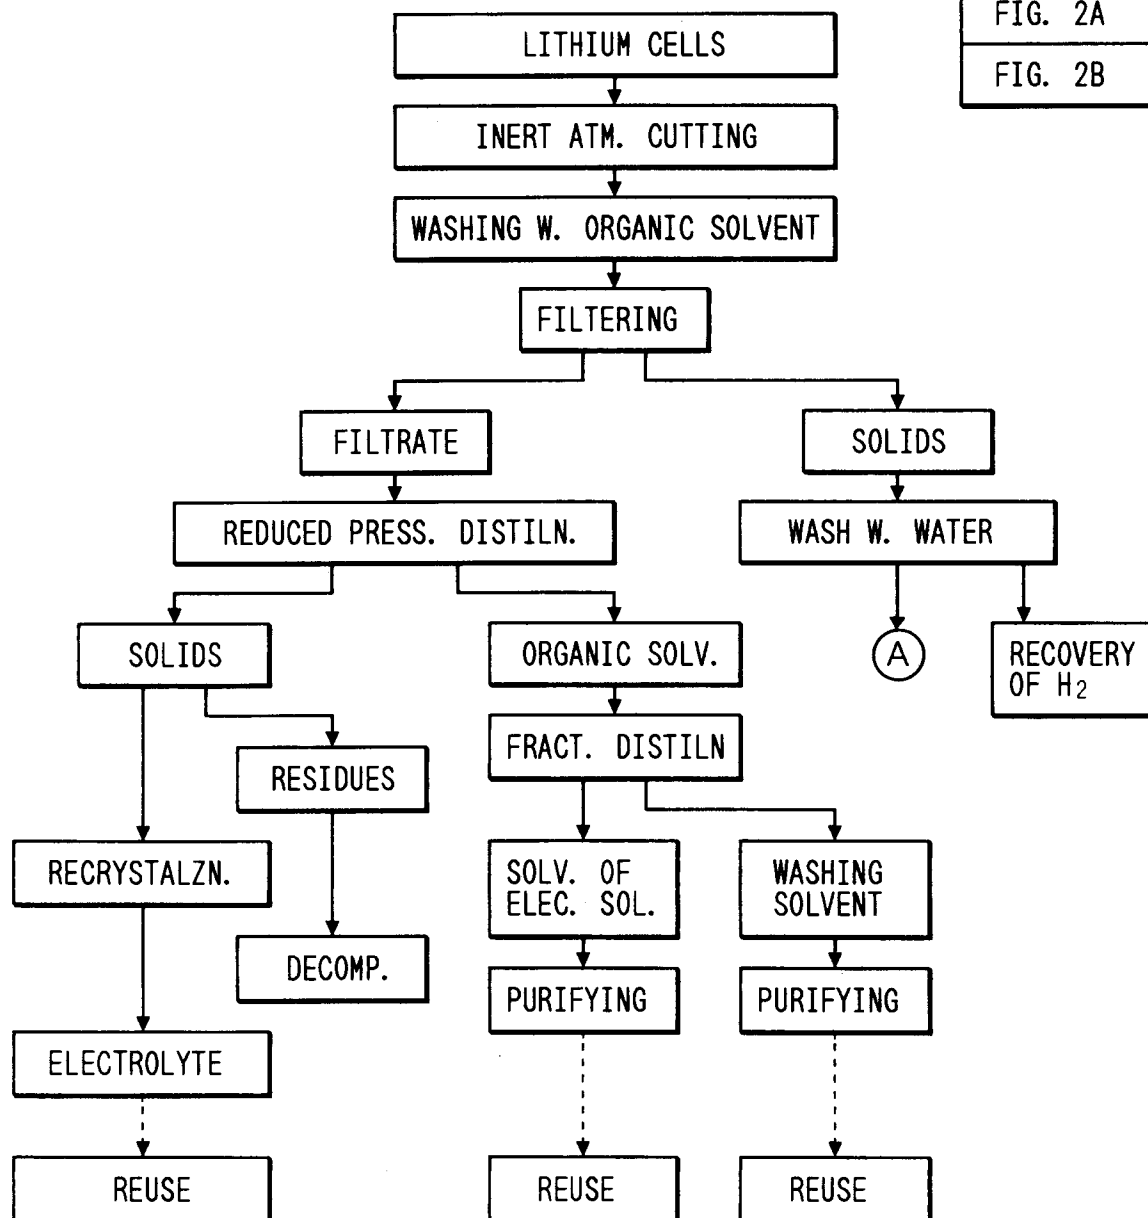 FIG. 2A
FIG. 2B
LITHIUM CELLS
INERT ATM. CUTTING
WASHING W. ORGANIC SOLVENT
FILTERING
FILTRATE
SOLIDS
REDUCED PRESS. DISTILN.
WASH W. WATER
SOLIDS
ORGANIC SOLV.
A
RECOVERY
OF H2
FRACT. DISTILN
RESIDUES
RECRYSTALZN.
SOLV. OF
ELEC. SOL.
WASHING
SOLVENT
DECOMP.
PURIFYING
PURIFYING
ELECTROLYTE
REUSE
REUSE
REUSE